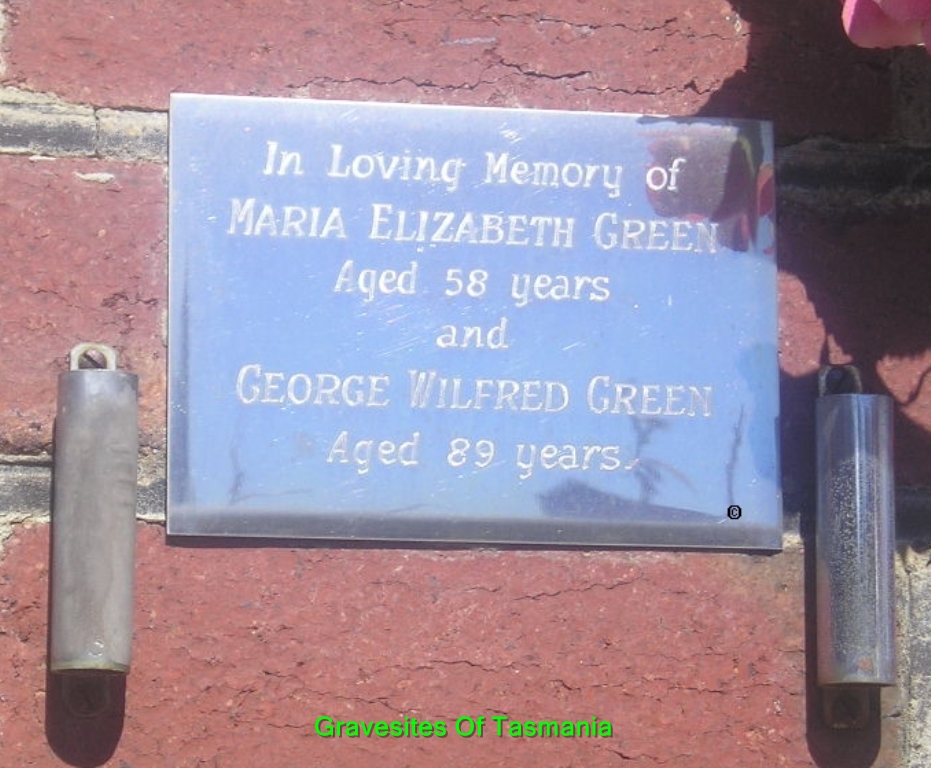 In Loving Memory of
MARIA ELIZABETH GREEN
Aged 58 years
and
GEORGE WILFRED GREEN
Aged 89 years.
©
Gravesites Of Tasmania